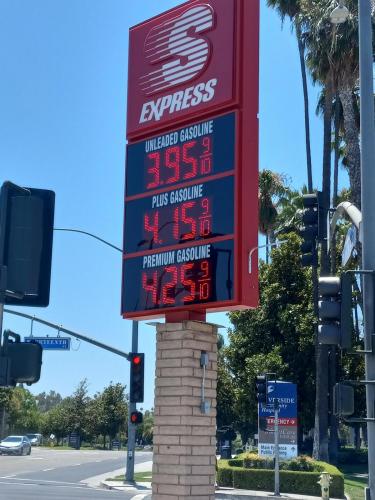 S
EXPRESS
UNLEADED GASOLINE
3.95 9/10
PLUS GASOLINE
4.15 9/10
PREMIUM GASOLINE
4.25 9/10